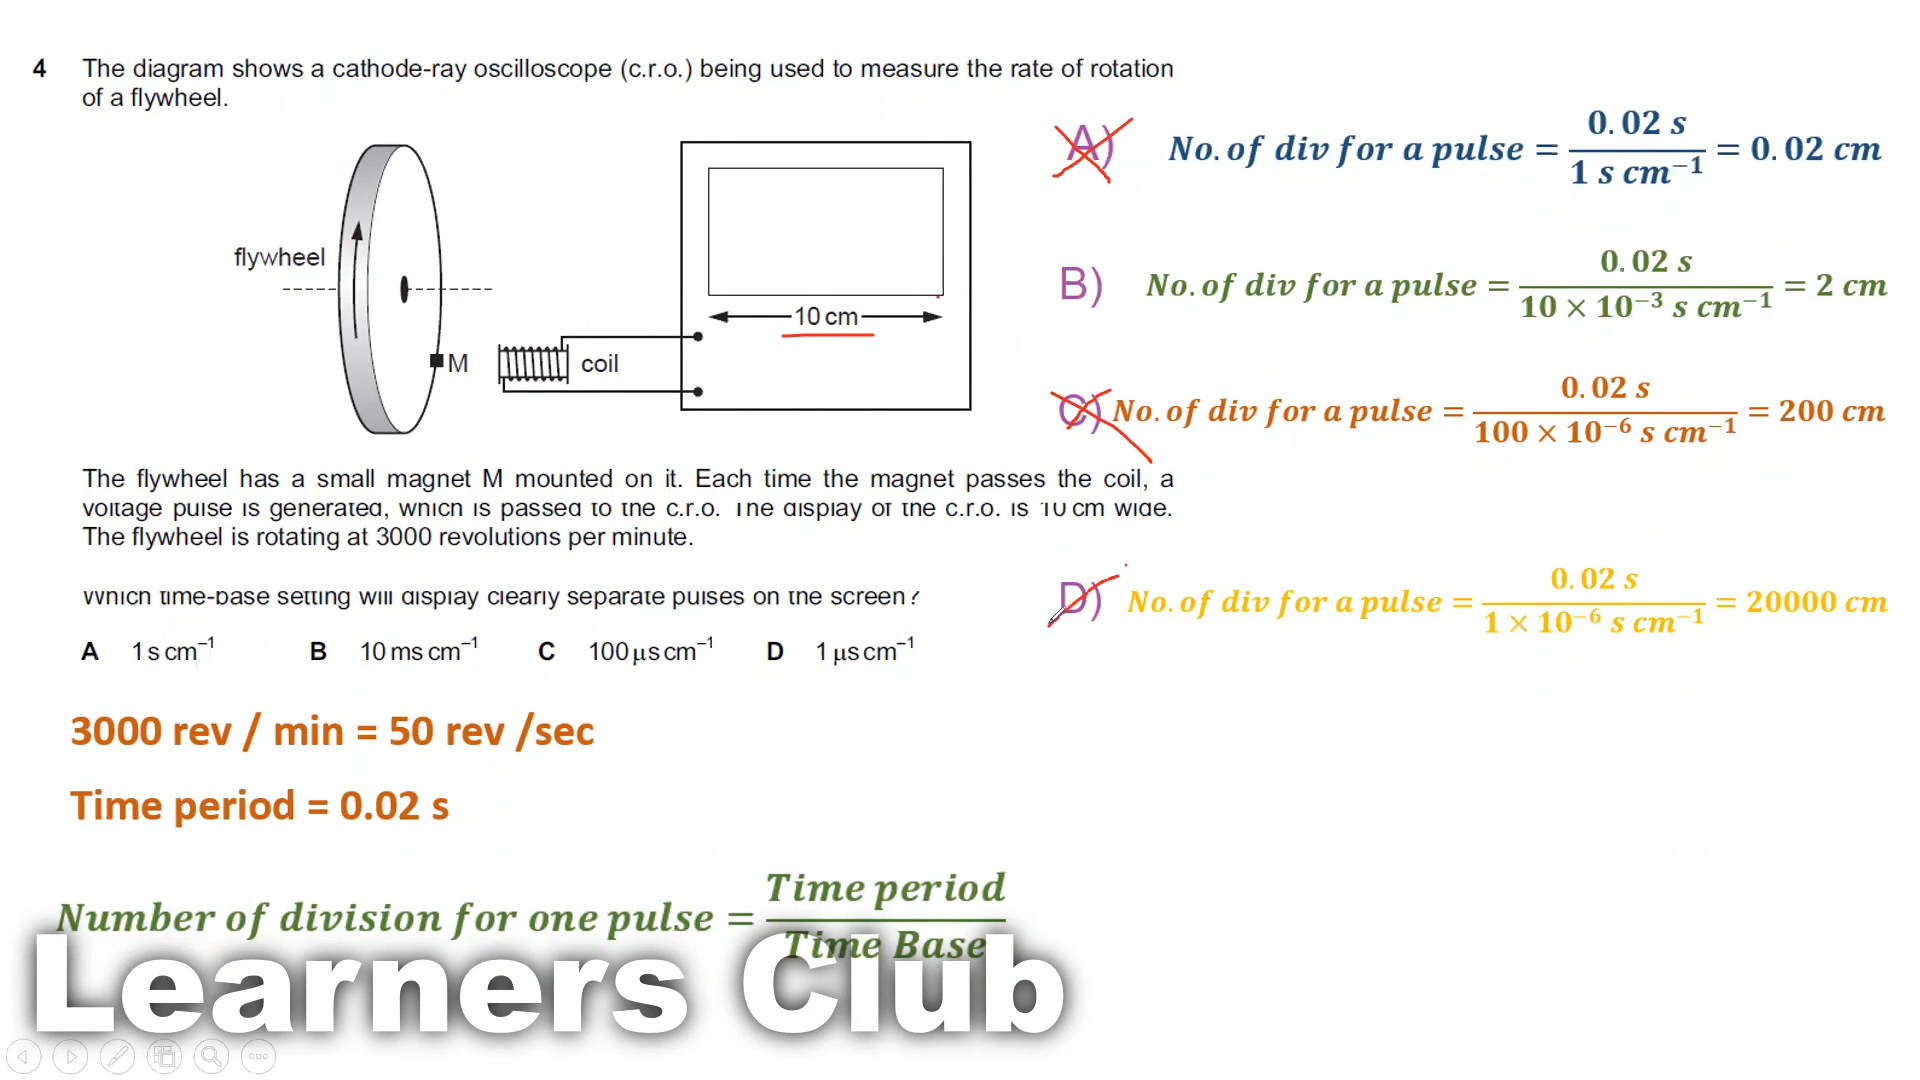 4 The diagram shows a cathode-ray oscilloscope (c.r.o.) being used to measure the rate of rotation
of a flywheel.
flywheel
M
coil
10 cm
The flywheel has a small magnet M mounted on it. Each time the magnet passes the coil, a
voltage pulse is generated, which is passed to the c.r.o. The display of the c.r.o. is 10 cm wide.
The flywheel is rotating at 3000 revolutions per minute.
Which time-base setting will display clearly separate pulses on the screen?
A 1 s cm⁻¹ B 10 ms cm⁻¹ C 100 μs cm⁻¹ D 1 μs cm⁻¹
3000 rev / min = 50 rev /sec
Time period = 0.02 s
Number of division for one pulse = Time period / Time Base
Learners Club
A) No. of div for a pulse = 0.02 s / 1 s cm⁻¹ = 0.02 cm
B) No. of div for a pulse = 0.02 s / 10 × 10⁻³ s cm⁻¹ = 2 cm
C) No. of div for a pulse = 0.02 s / 100 × 10⁻⁶ s cm⁻¹ = 200 cm
D) No. of div for a pulse = 0.02 s / 1 × 10⁻⁶ s cm⁻¹ = 20000 cm